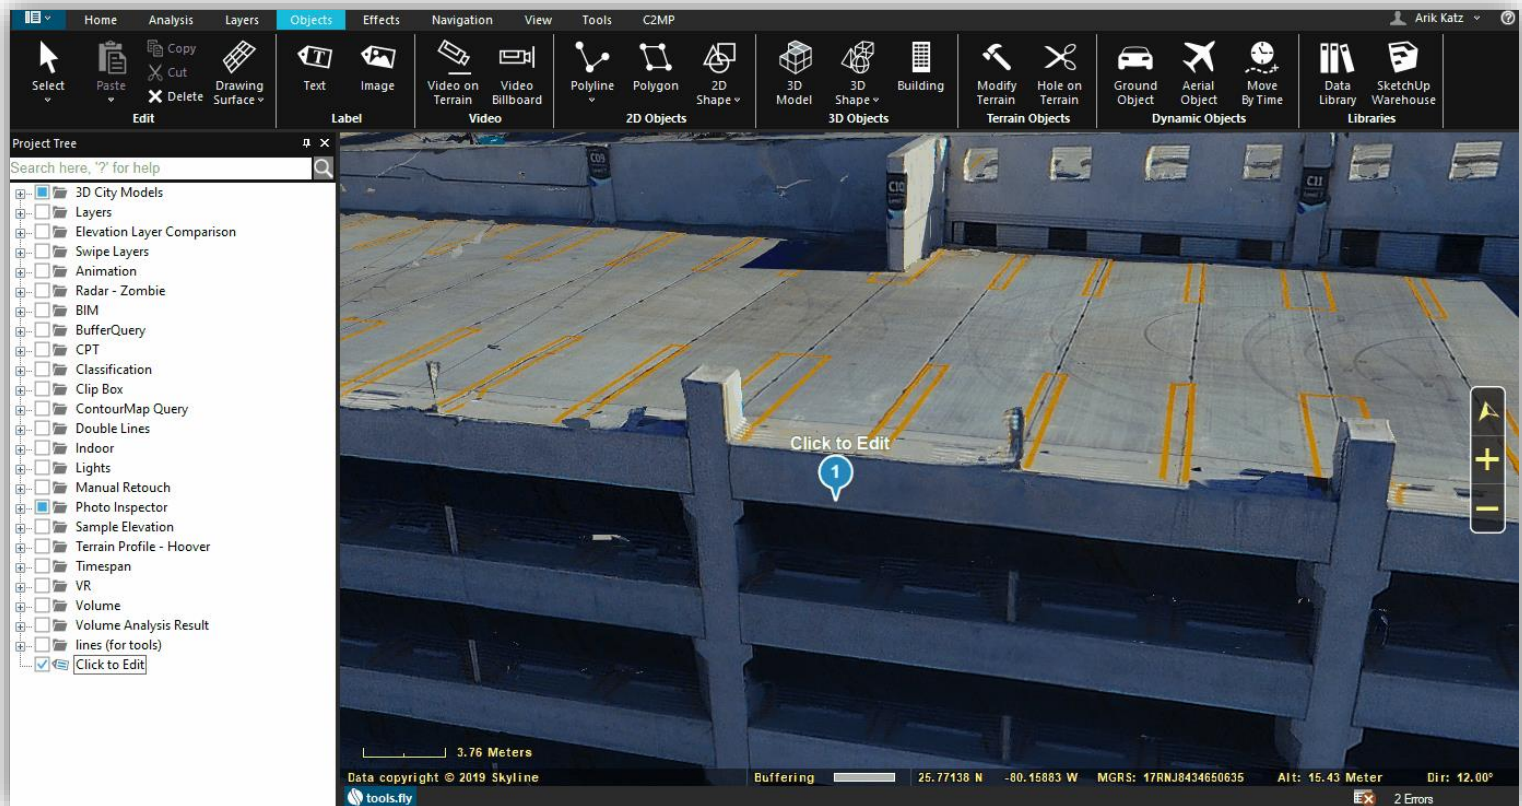 Home Analysis Layers Objects Effects Navigation View Tools C2MP Arik Katz
Select
Paste
Copy
Cut
Delete
Drawing Surface
Edit
Text
Image
Label
Video on Terrain
Video Billboard
Video
Polyline
Polygon
2D Shape
2D Objects
3D Model
3D Shape
Building
3D Objects
Modify Terrain
Hole on Terrain
Terrain Objects
Ground Object
Aerial Object
Move By Time
Dynamic Objects
Data Library
SketchUp Warehouse
Libraries
Project Tree
Search here, '?' for help
3D City Models
Layers
Elevation Layer Comparison
Swipe Layers
Animation
Radar - Zombie
BIM
BufferQuery
CPT
Classification
Clip Box
ContourMap Query
Double Lines
Indoor
Lights
Manual Retouch
Photo Inspector
Sample Elevation
Terrain Profile - Hoover
Timespan
VR
Volume
Volume Analysis Result
lines (for tools)
Click to Edit
C09
C10
C11
Click to Edit
1
3.76 Meters
Data copyright © 2019 Skyline
Buffering 25.77138 N -80.15883 W MGRS: 17RNJ8434650635 Alt: 15.43 Meter Dir: 12.00°
tools.fly
2 Errors